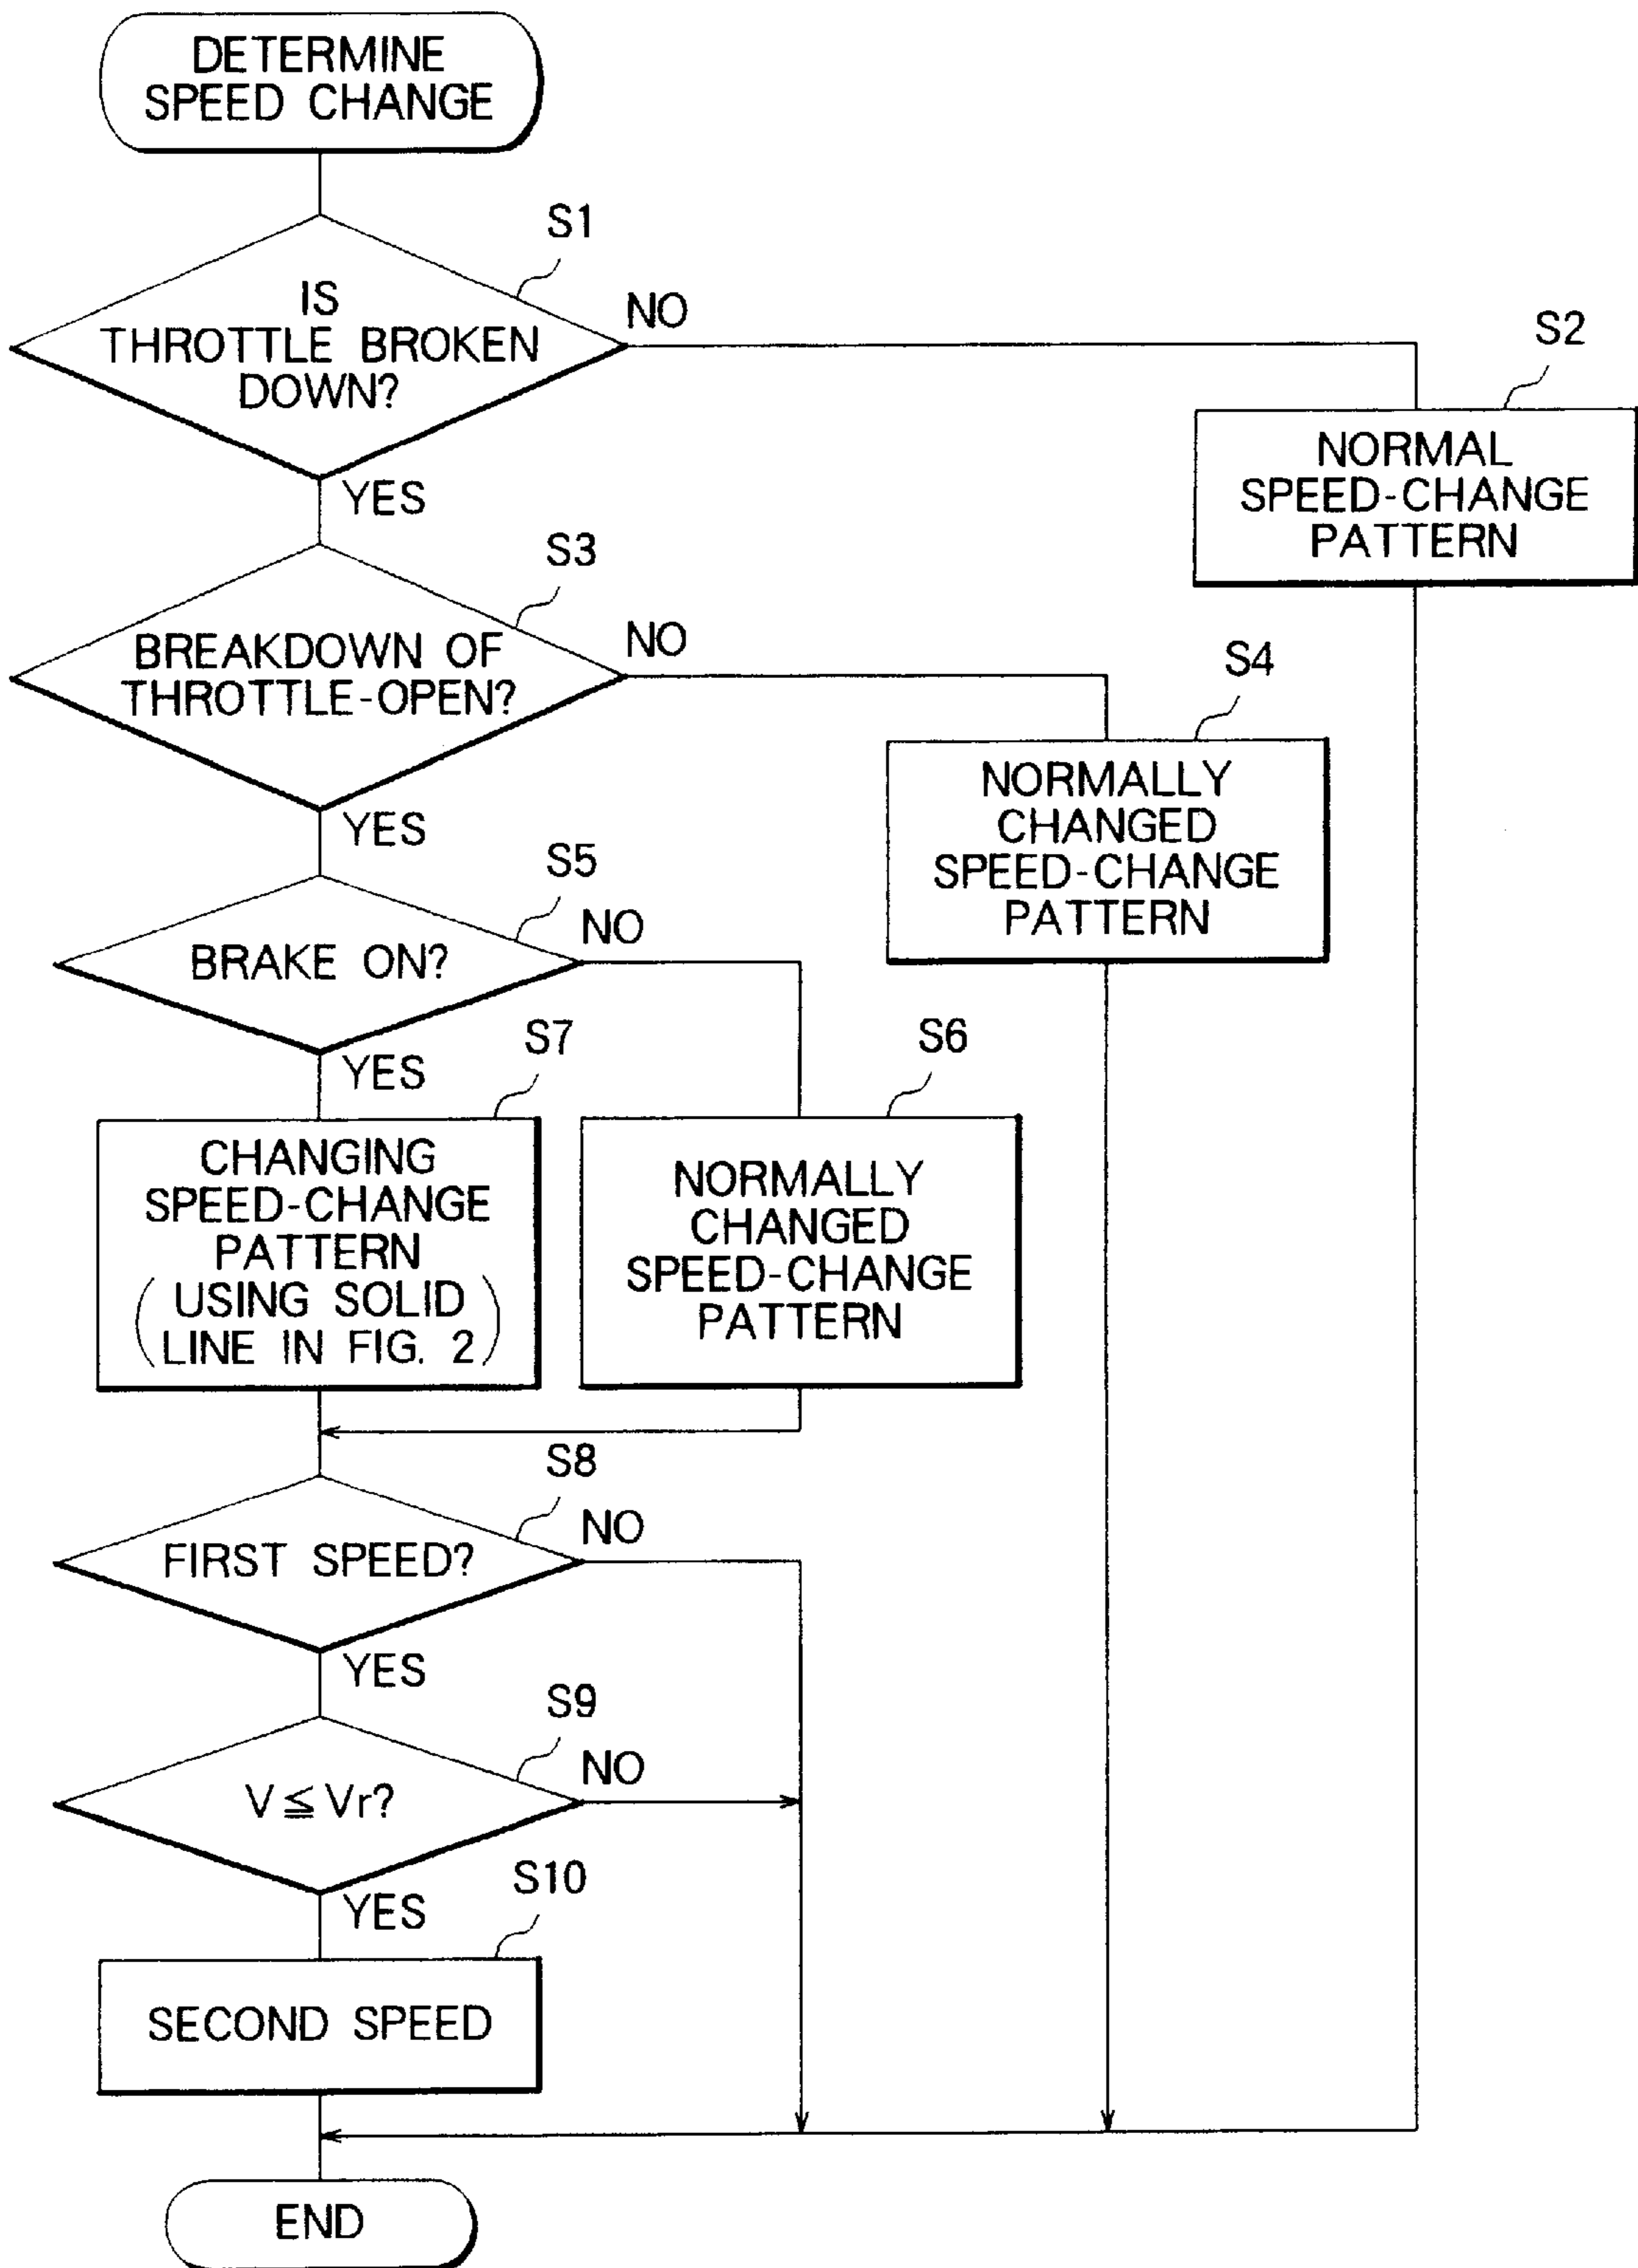 DETERMINE
SPEED CHANGE
S1
IS
THROTTLE BROKEN
DOWN?
NO
YES
S2
NORMAL
SPEED-CHANGE
PATTERN
S3
BREAKDOWN OF
THROTTLE-OPEN?
NO
YES
S4
NORMALLY
CHANGED
SPEED-CHANGE
PATTERN
S5
BRAKE ON?
NO
YES
S7
CHANGING
SPEED-CHANGE
PATTERN
(USING SOLID
LINE IN FIG. 2)
S6
NORMALLY
CHANGED
SPEED-CHANGE
PATTERN
S8
FIRST SPEED?
NO
YES
S9
V≦Vr?
NO
YES
S10
SECOND SPEED
END